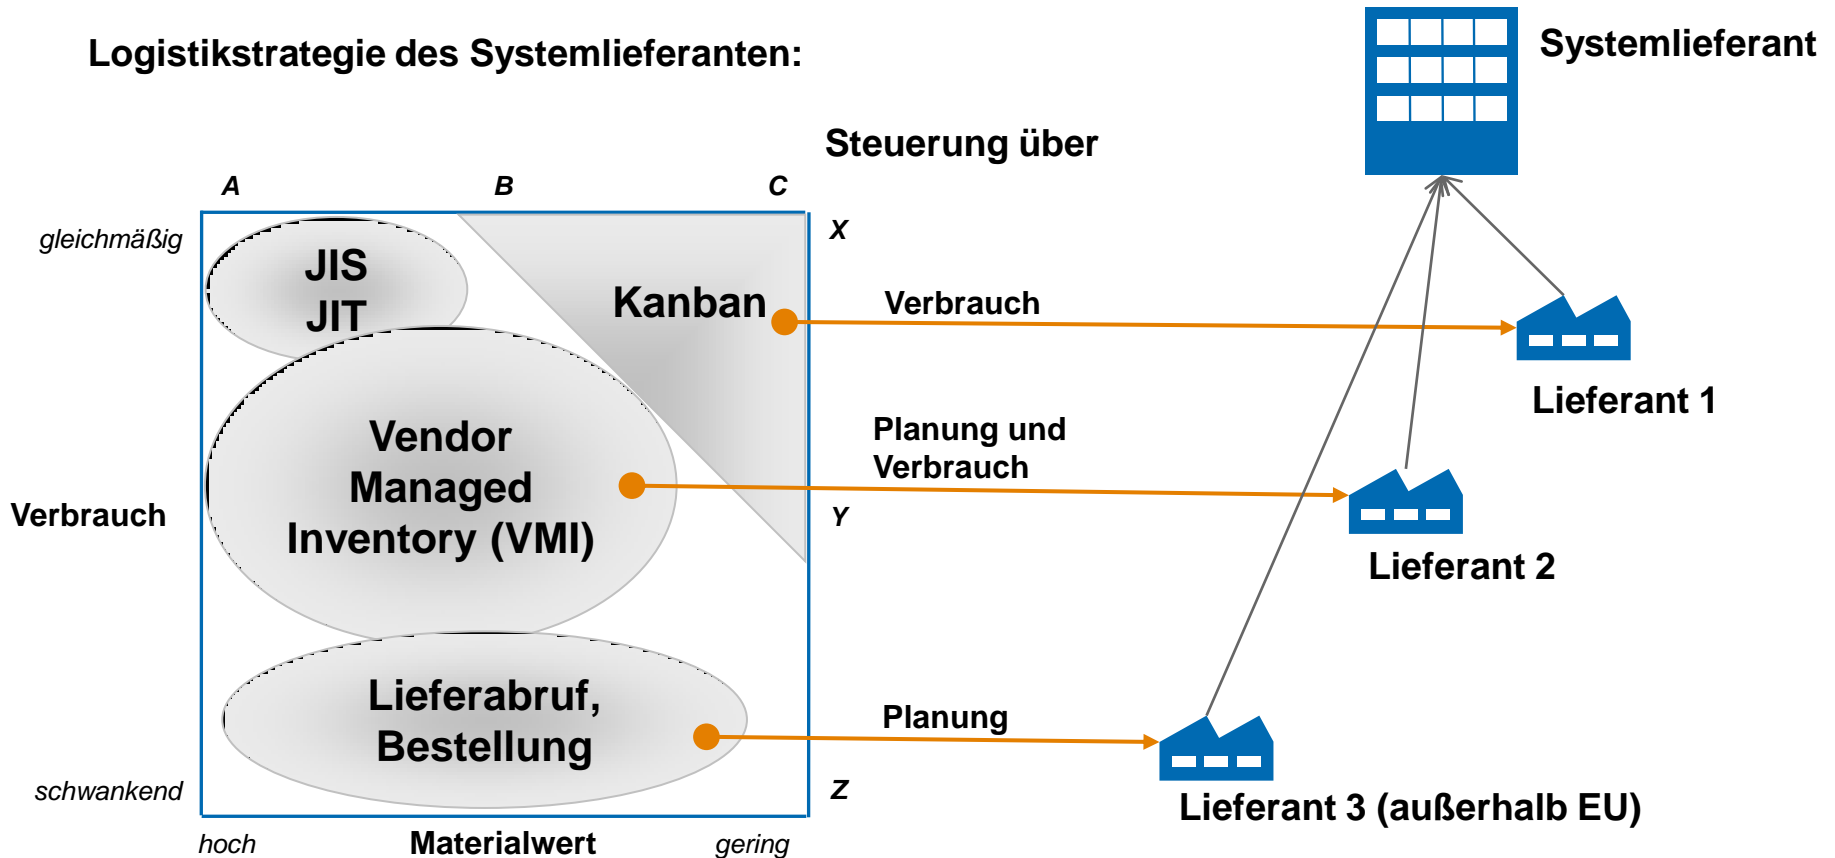 Logistikstrategie des Systemlieferanten:
Systemlieferant
Steuerung über
A
B
C
gleichmäßig
X
JIS
JIT
Kanban
Verbrauch
Lieferant 1
Vendor
Managed
Inventory (VMI)
Planung und
Verbrauch
Verbrauch
Y
Lieferant 2
Lieferabruf,
Bestellung
Planung
schwankend
Z
Lieferant 3 (außerhalb EU)
hoch
Materialwert
gering